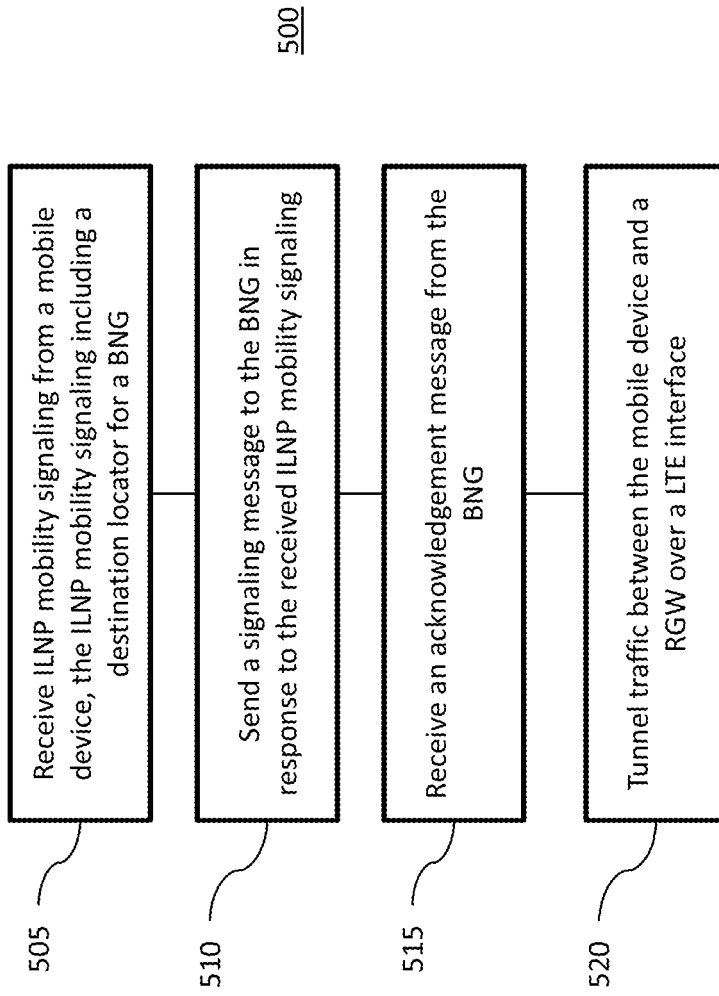 500
505
Receive ILNP mobility signaling from a mobile
device, the ILNP mobility signaling including a
destination locator for a BNG
510
Send a signaling message to the BNG in
response to the received ILNP mobility signaling
515
Receive an acknowledgement message from the
BNG
520
Tunnel traffic between the mobile device and a
RGW over a LTE interface